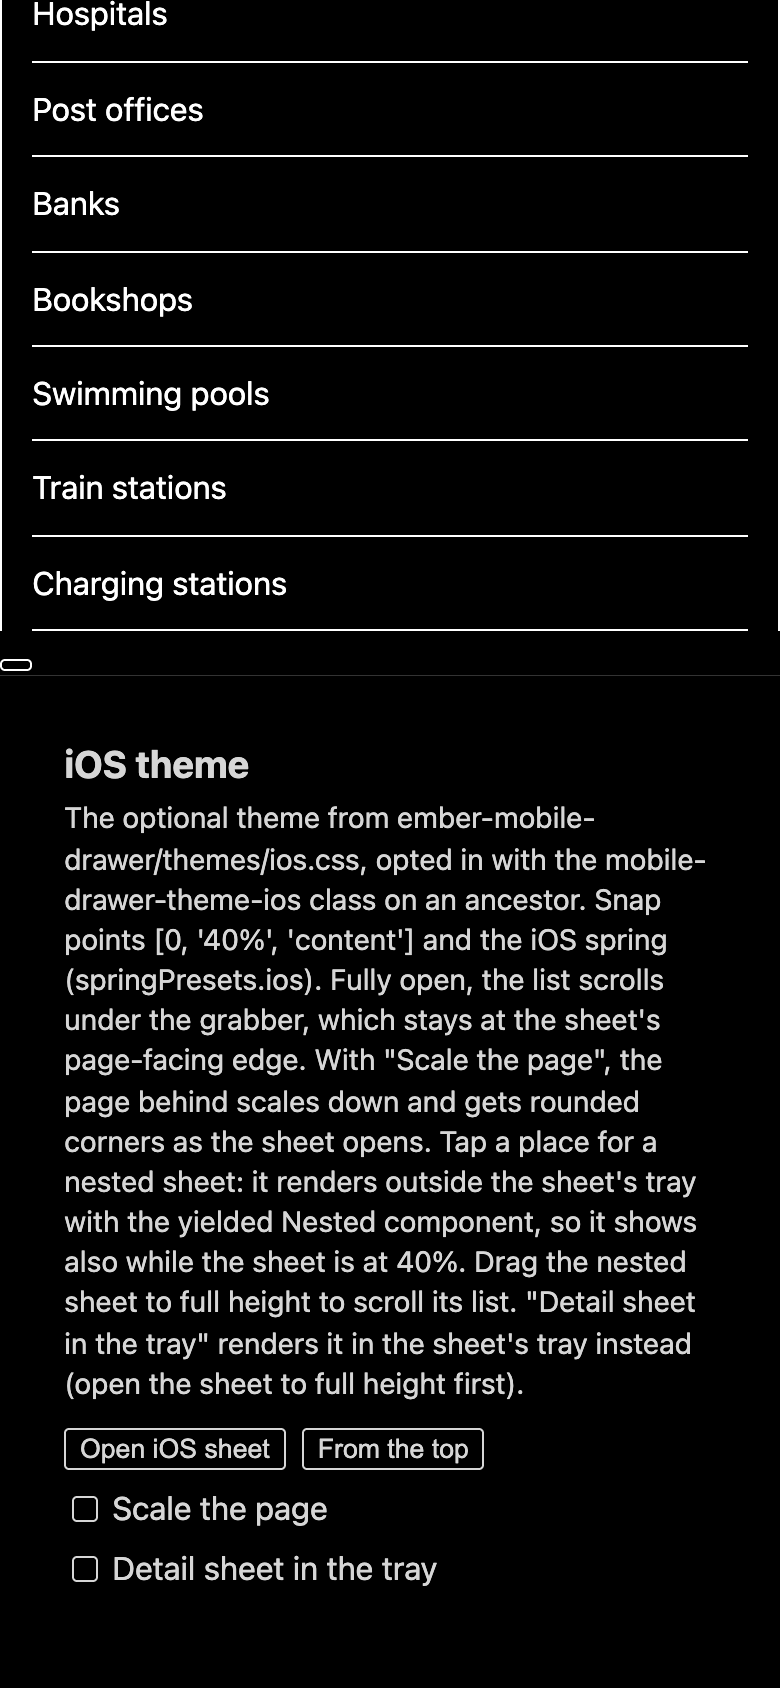 Hospitals
Post offices
Banks
Bookshops
Swimming pools
Train stations
Charging stations
iOS theme
The optional theme from ember-mobile-
drawer/themes/ios.css, opted in with the mobile-
drawer-theme-ios class on an ancestor. Snap
points [0, '40%', 'content'] and the iOS spring
(springPresets.ios). Fully open, the list scrolls
under the grabber, which stays at the sheet's
page-facing edge. With "Scale the page", the
page behind scales down and gets rounded
corners as the sheet opens. Tap a place for a
nested sheet: it renders outside the sheet's tray
with the yielded Nested component, so it shows
also while the sheet is at 40%. Drag the nested
sheet to full height to scroll its list. "Detail sheet
in the tray" renders it in the sheet's tray instead
(open the sheet to full height first).
Open iOS sheet From the top
Scale the page
Detail sheet in the tray